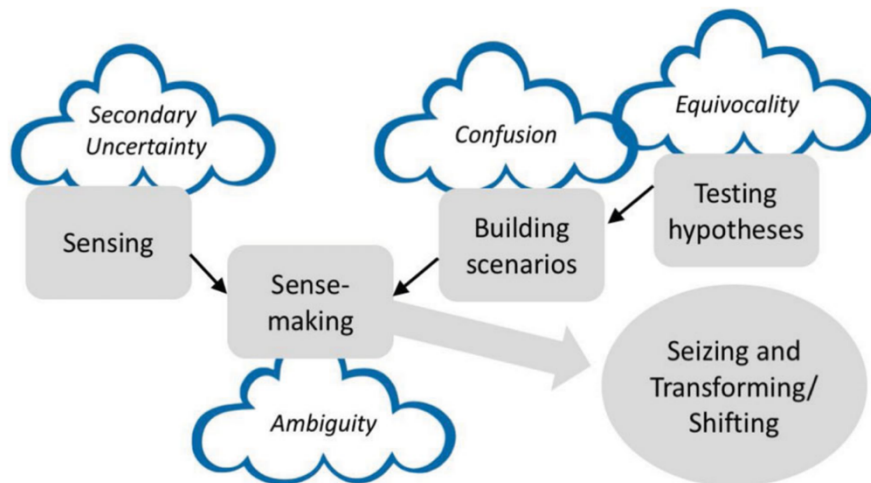 Secondary
Uncertainty
Confusion
Equivocality
Sensing
Sense-
making
Building
scenarios
Testing
hypotheses
Ambiguity
Seizing and
Transforming/
Shifting